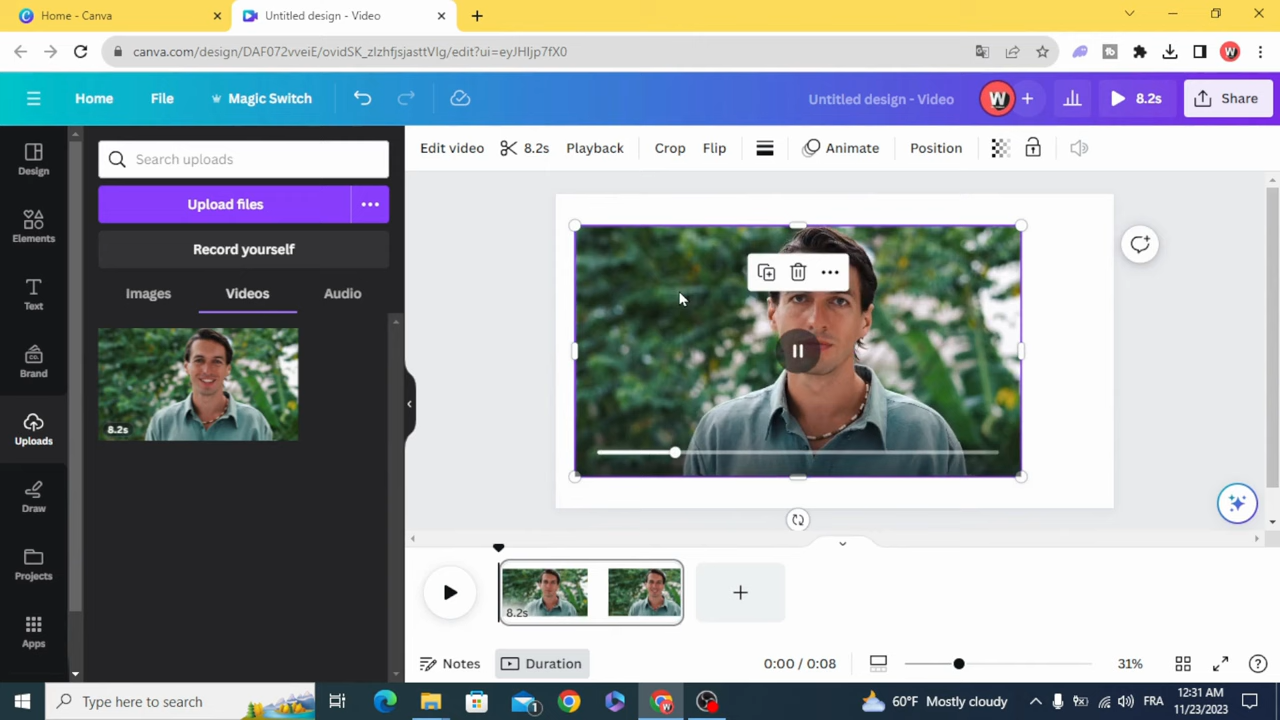 Home - Canva
Untitled design - Video
canva.com/design/DAF072vveiE/ovidSK_zlzhfjsjasttVIg/edit?ui=eyJHIjp7fX0
Home
File
Magic Switch
Untitled design - Video
W
8.2s
Share
Design
Elements
Text
Brand
Uploads
Draw
Projects
Apps
Search uploads
Upload files
Record yourself
Images
Videos
Audio
8.2s
Edit video
8.2s
Playback
Crop
Flip
Animate
Position
8.2s
Notes
Duration
0:00 / 0:08
31%
Type here to search
60°F Mostly cloudy
FRA
12:31 AM
11/23/2023